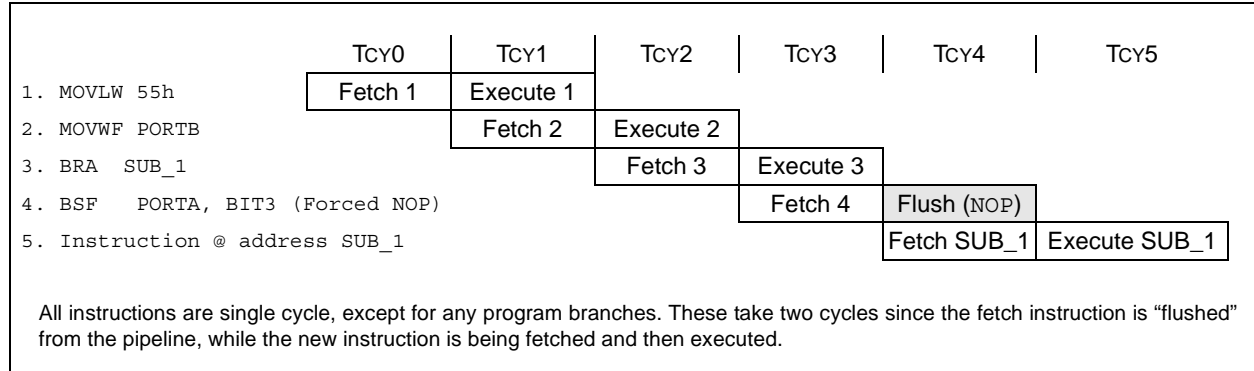 TCY0 TCY1 TCY2 TCY3 TCY4 TCY5
1. MOVLW 55h Fetch 1 Execute 1
2. MOVWF PORTB Fetch 2 Execute 2
3. BRA SUB_1 Fetch 3 Execute 3
4. BSF PORTA, BIT3 (Forced NOP) Fetch 4 Flush (NOP)
5. Instruction @ address SUB_1 Fetch SUB_1 Execute SUB_1
All instructions are single cycle, except for any program branches. These take two cycles since the fetch instruction is “flushed”
from the pipeline, while the new instruction is being fetched and then executed.